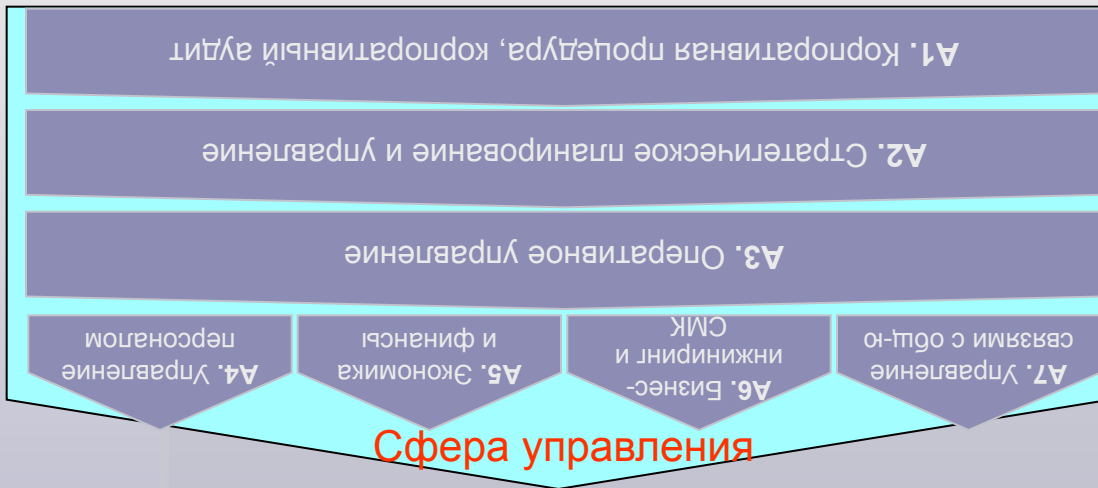 А1. Корпоративная процедура, корпоративный аудит
А2. Стратегическое планирование и управление
А3. Оперативное управление
А4. Управление
персоналом
А5. Экономика
и финансы
А6. Бизнес-
инжиниринг и
СМК
А7. Управление
связями с общ-ю
Сфера управления